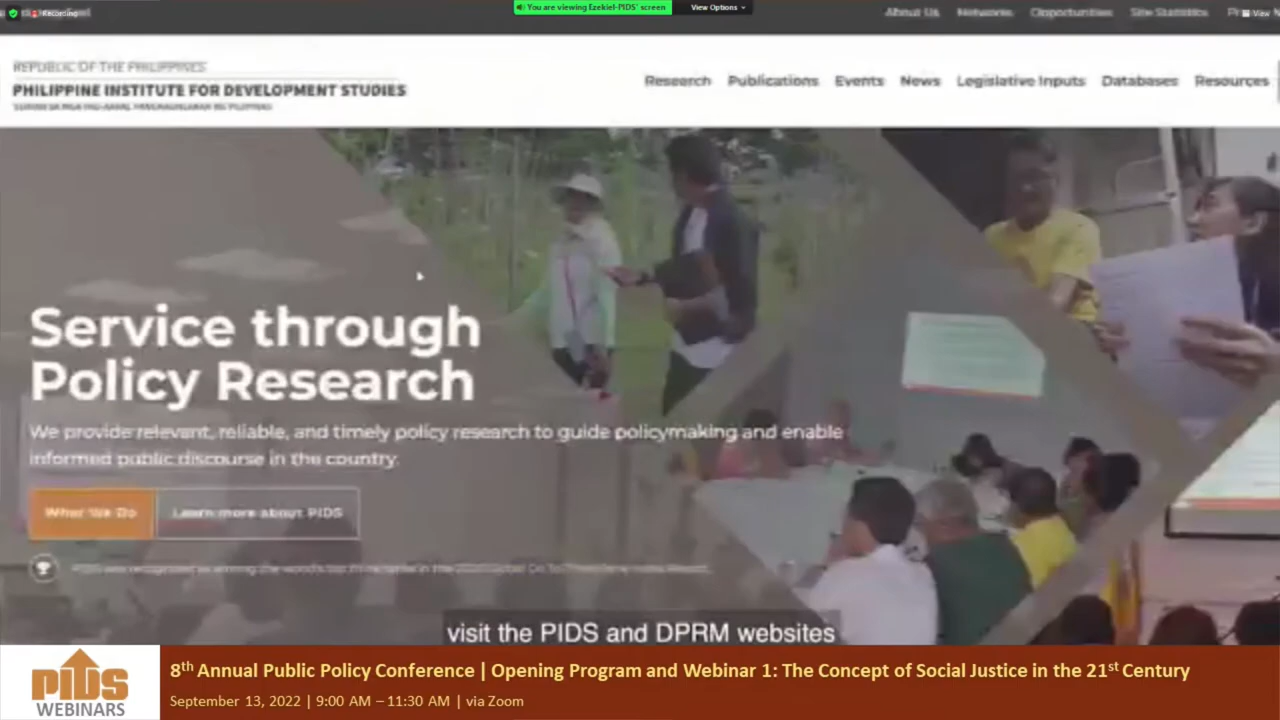 Recording
You are viewing Ezekiel-PIDS' screen
View Options
View
About Us Networks Opportunities Site Statistics
REPUBLIC OF THE PHILIPPINES
PHILIPPINE INSTITUTE FOR DEVELOPMENT STUDIES
Research Publications Events News Legislative Inputs Databases Resources
Service through
Policy Research
We provide relevant, reliable, and timely policy research to guide policymaking and enable
informed public discourse in the country.
What We Do Learn more about PIDS
visit the PIDS and DPRM websites
PIDS
WEBINARS
8th Annual Public Policy Conference | Opening Program and Webinar 1: The Concept of Social Justice in the 21st Century
September 13, 2022 | 9:00 AM – 11:30 AM | via Zoom